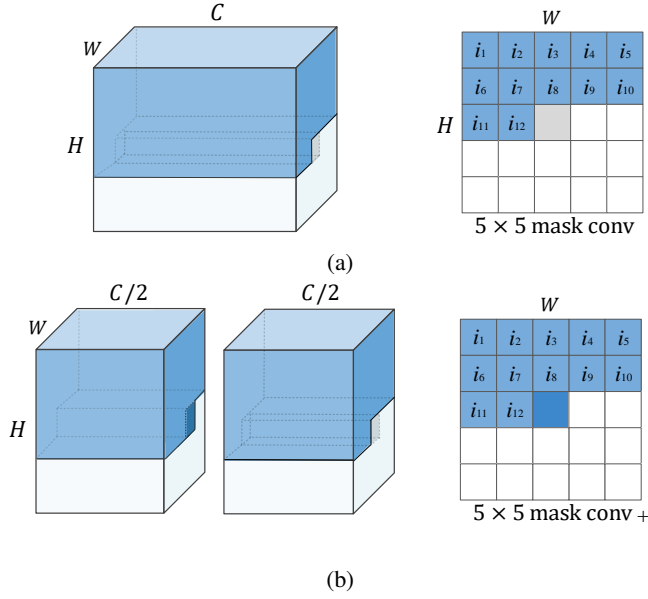 C
W
W
H
i₁ i₂ i₃ i₄ i₅
i₆ i₇ i₈ i₉ i₁₀
H
i₁₁ i₁₂
5 × 5 mask conv
(a)
C/2
C/2
W
W
i₁ i₂ i₃ i₄ i₅
i₆ i₇ i₈ i₉ i₁₀
H
i₁₁ i₁₂
5 × 5 mask conv +
(b)